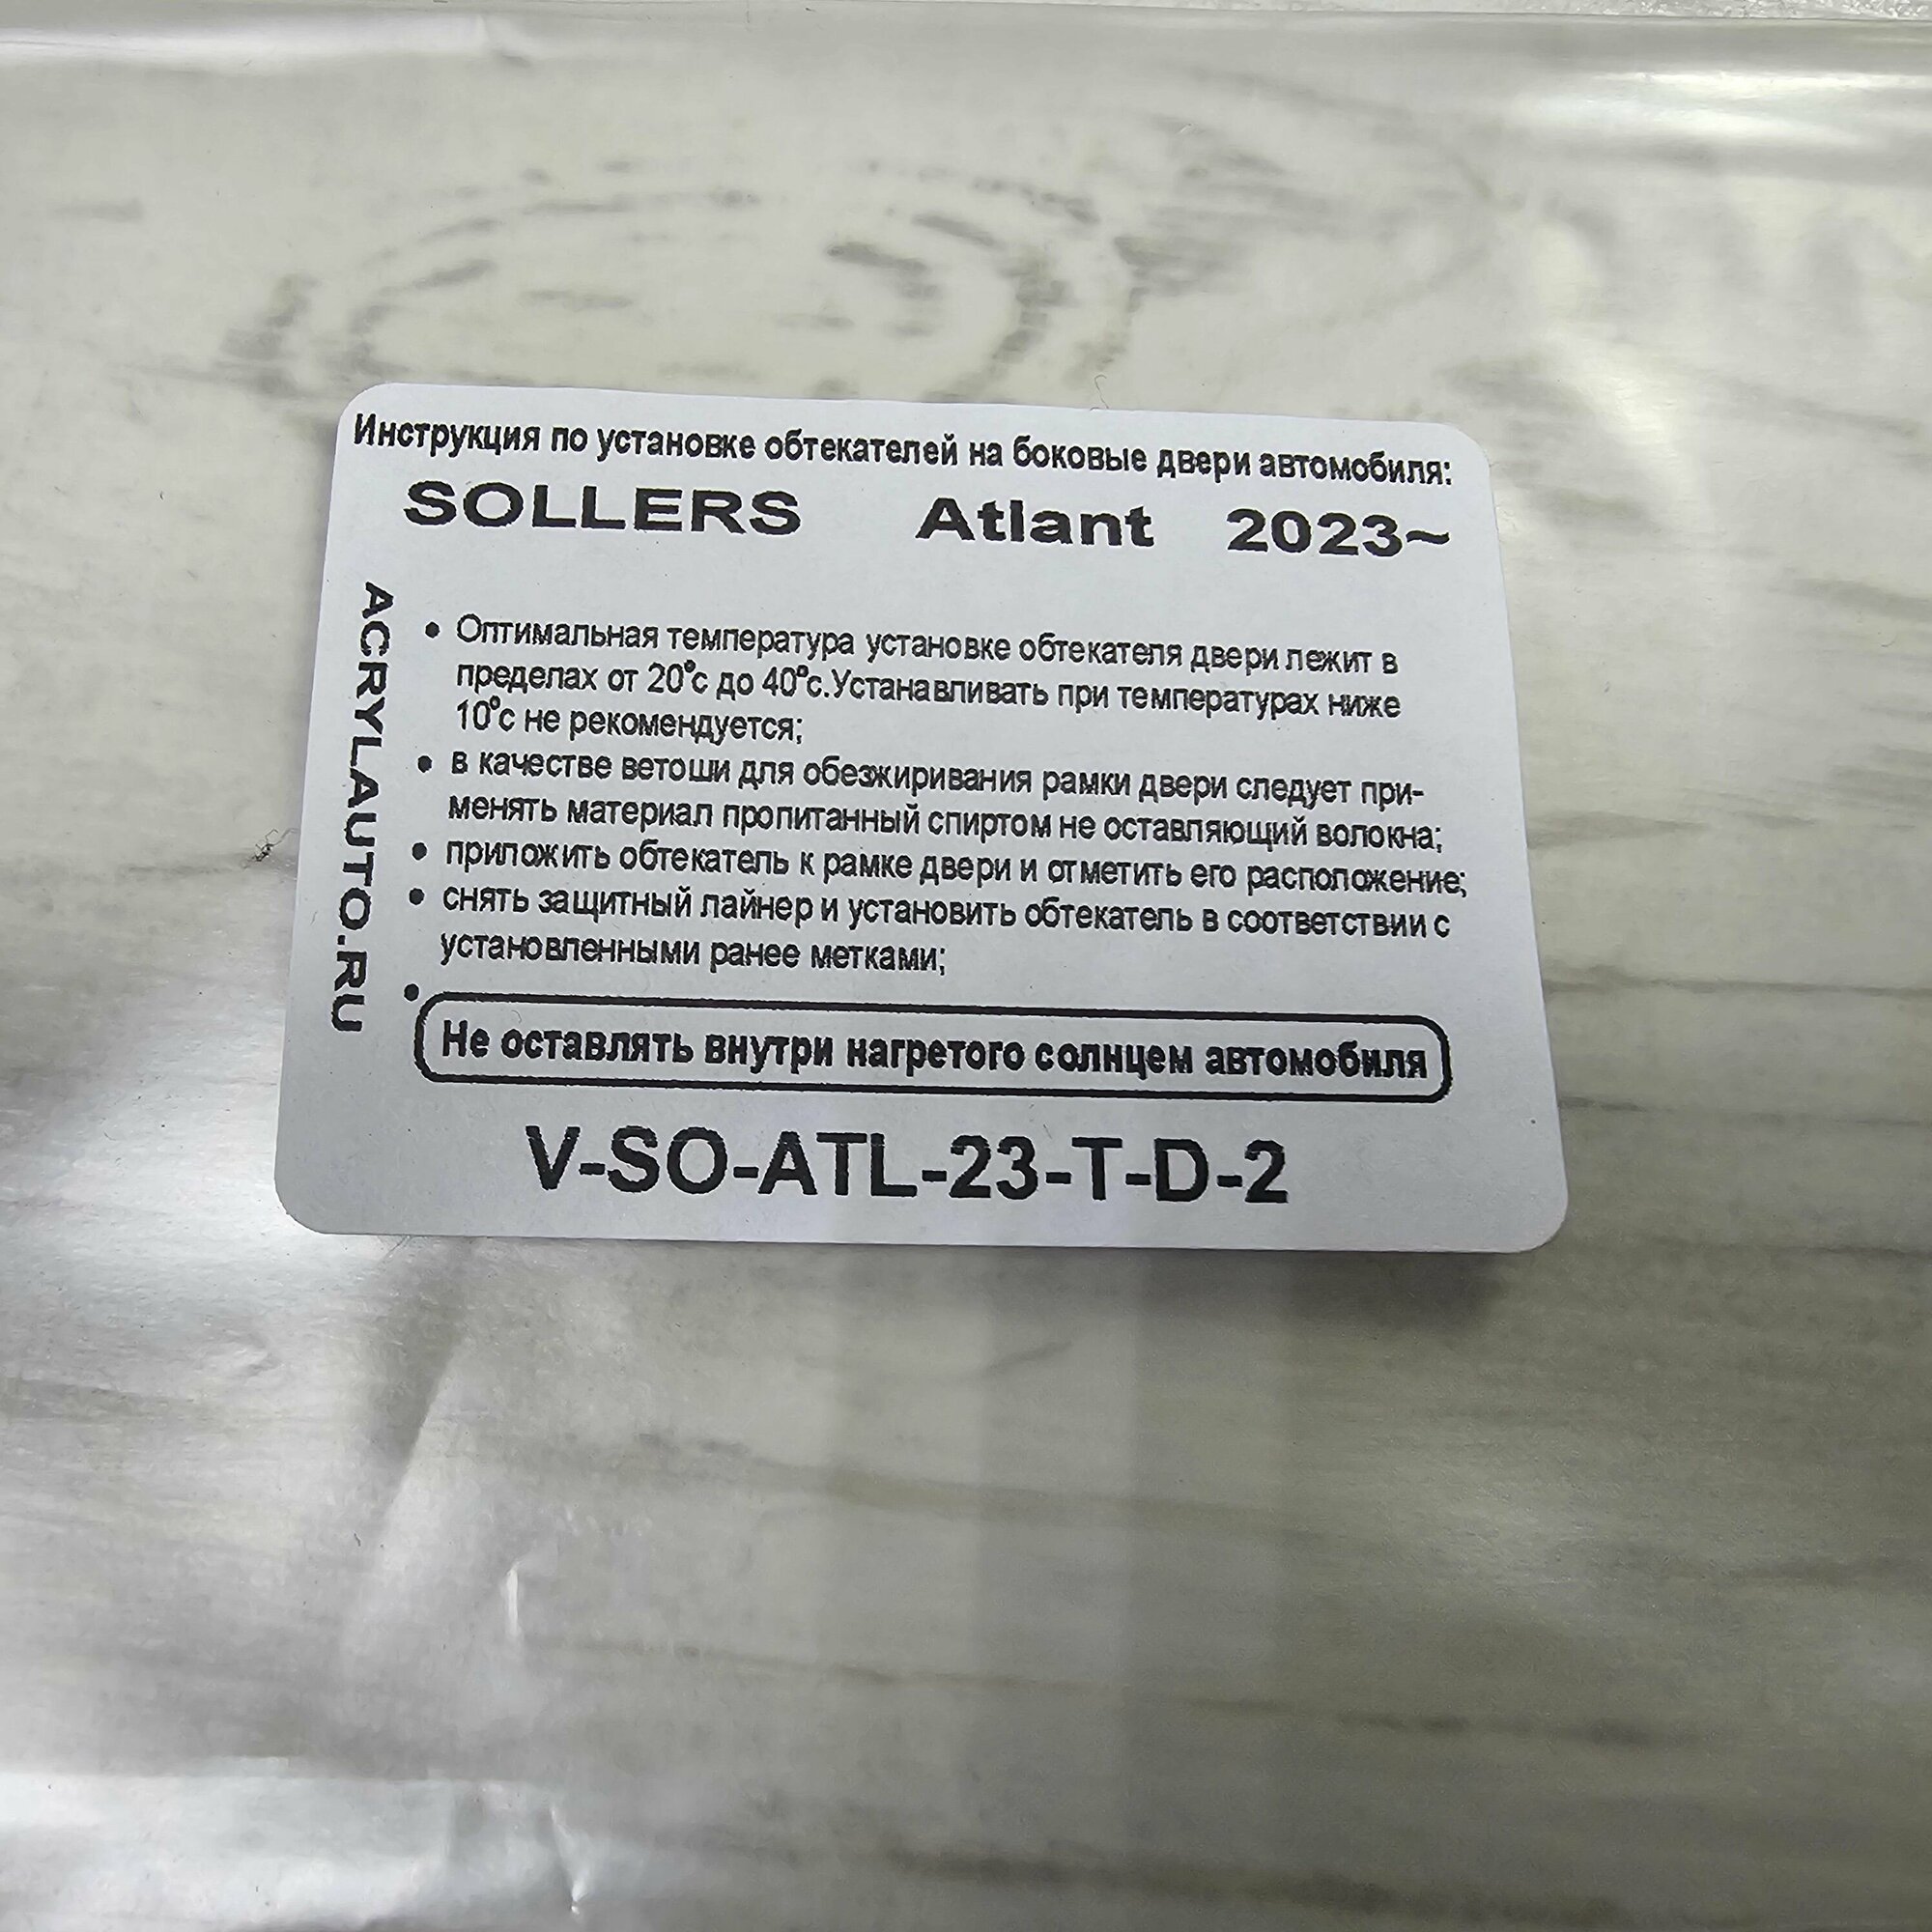 Инструкция по установке обтекателей на боковые двери автомобиля:
SOLLERS Atlant 2023~
ACRYLAUTO.RU
• Оптимальная температура установке обтекателя двери лежит в
пределах от 20°с до 40°с.Устанавливать при температурах ниже
10°с не рекомендуется;
• в качестве ветоши для обезжиривания рамки двери следует при-
менять материал пропитанный спиртом не оставляющий волокна;
• приложить обтекатель к рамке двери и отметить его расположение;
• снять защитный лайнер и установить обтекатель в соответствии с
установленными ранее метками;
• Не оставлять внутри нагретого солнцем автомобиля
V-SO-ATL-23-T-D-2